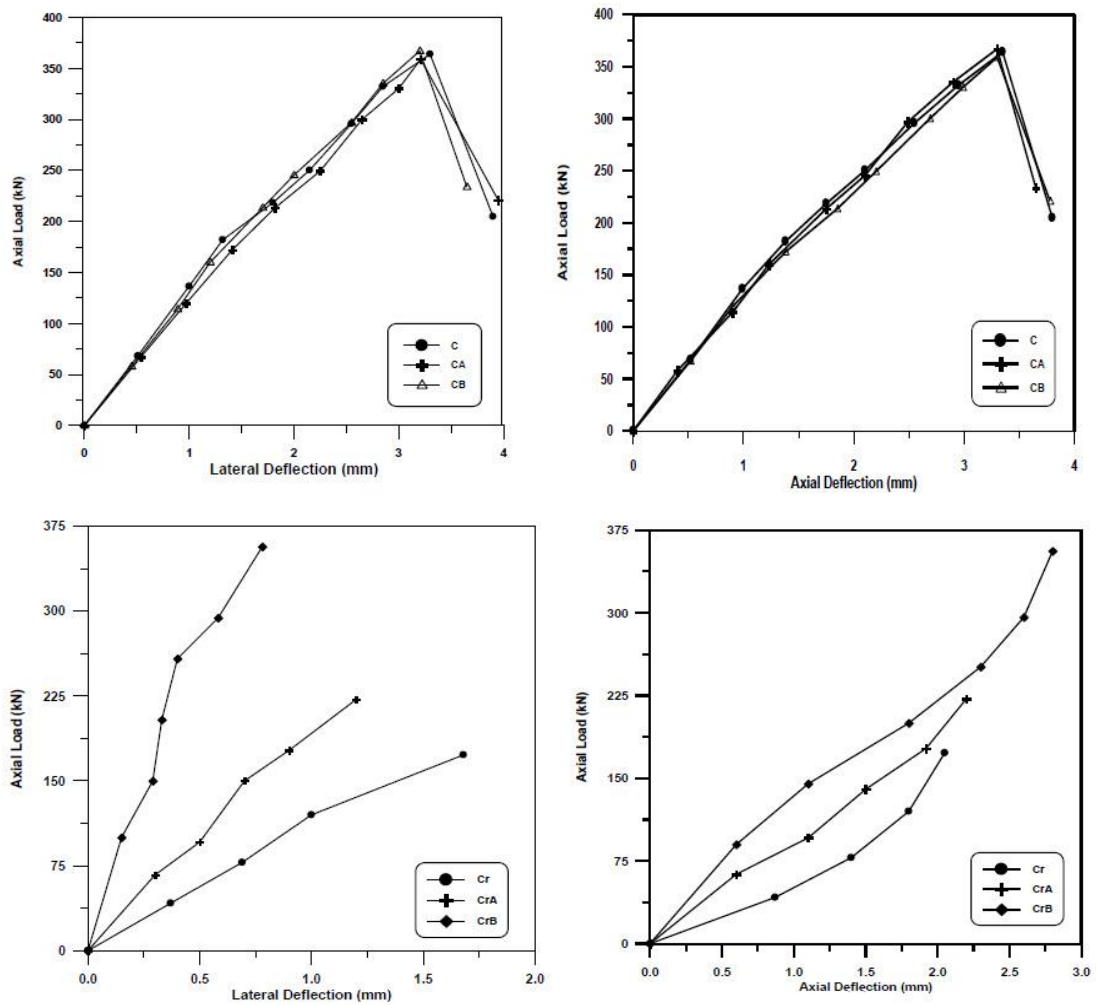 400
350
300
250
200
150
100
50
0
Axial Load (kN)
C
CA
CB
0 1 2 3 4
Lateral Deflection (mm)
400
350
300
250
200
150
100
50
0
Axial Load (kN)
C
CA
CB
0 1 2 3 4
Axial Deflection (mm)
375
300
225
150
75
0
Axial Load (kN)
Cr
CrA
CrB
0.0 0.5 1.0 1.5 2.0
Lateral Deflection (mm)
375
300
225
150
75
0
Axial Load (kN)
Cr
CrA
CrB
0.0 0.5 1.0 1.5 2.0 2.5 3.0
Axial Deflection (mm)